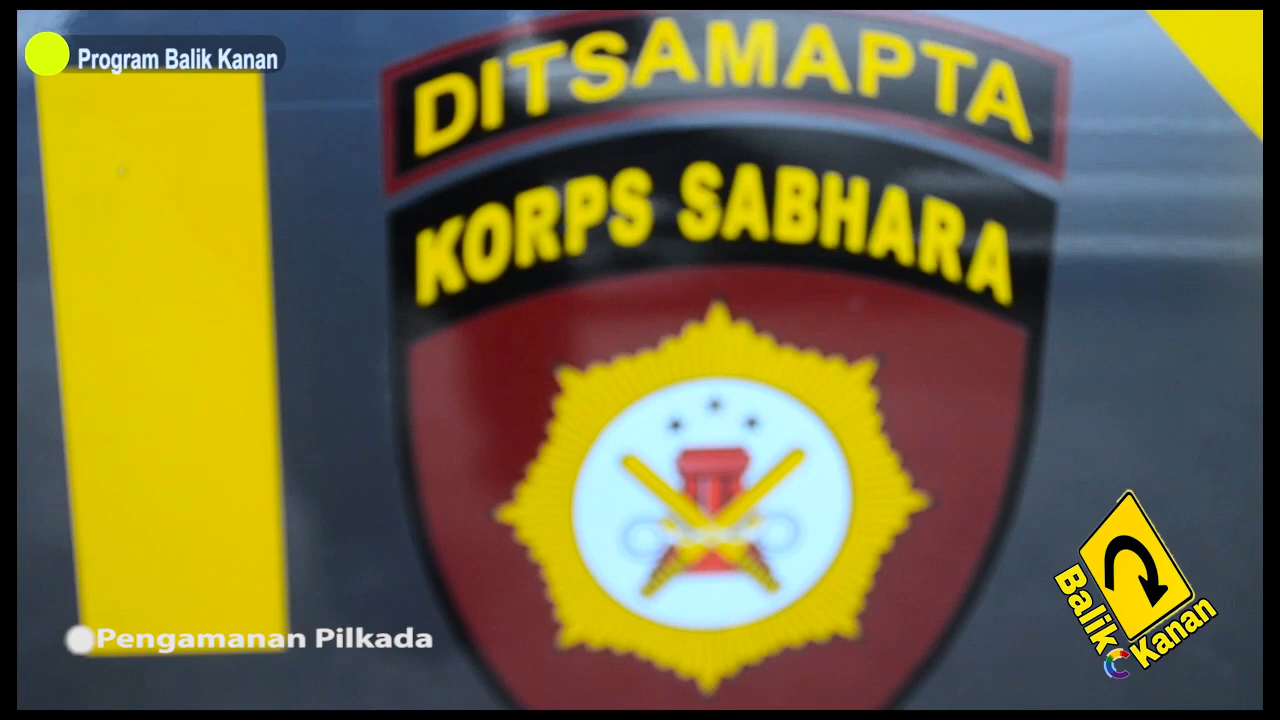 Program Balik Kanan
DITSAMAPTA
KORPS SABHARA
Pengamanan Pilkada
Balik
Kanan